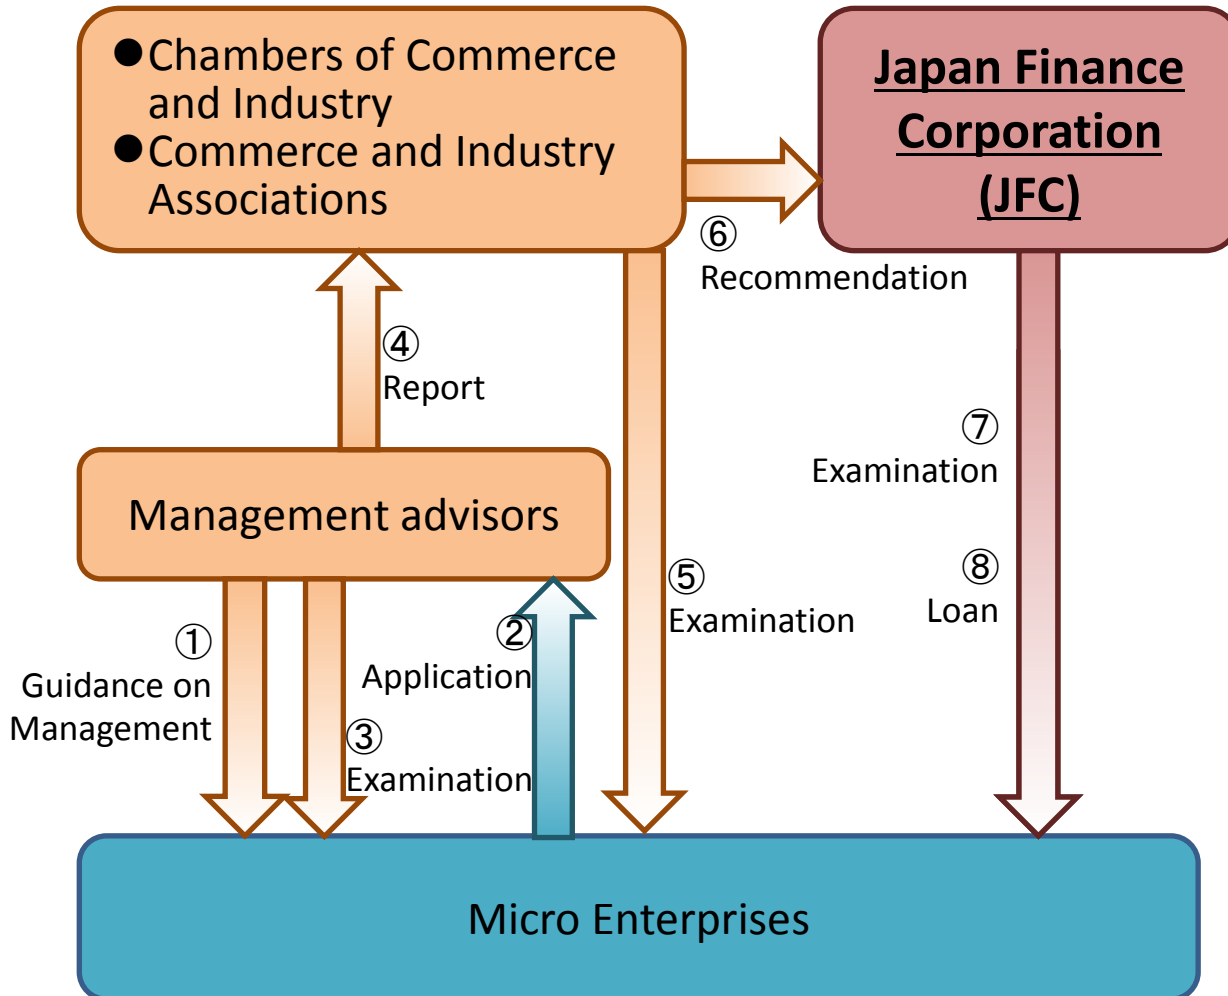 ●Chambers of Commerce
and Industry
●Commerce and Industry
Associations
Japan Finance
Corporation
(JFC)
⑥
Recommendation
④
Report
⑦
Examination
Management advisors
⑤
Examination
⑧
Loan
①
Guidance on
Management
②
Application
③
Examination
Micro Enterprises